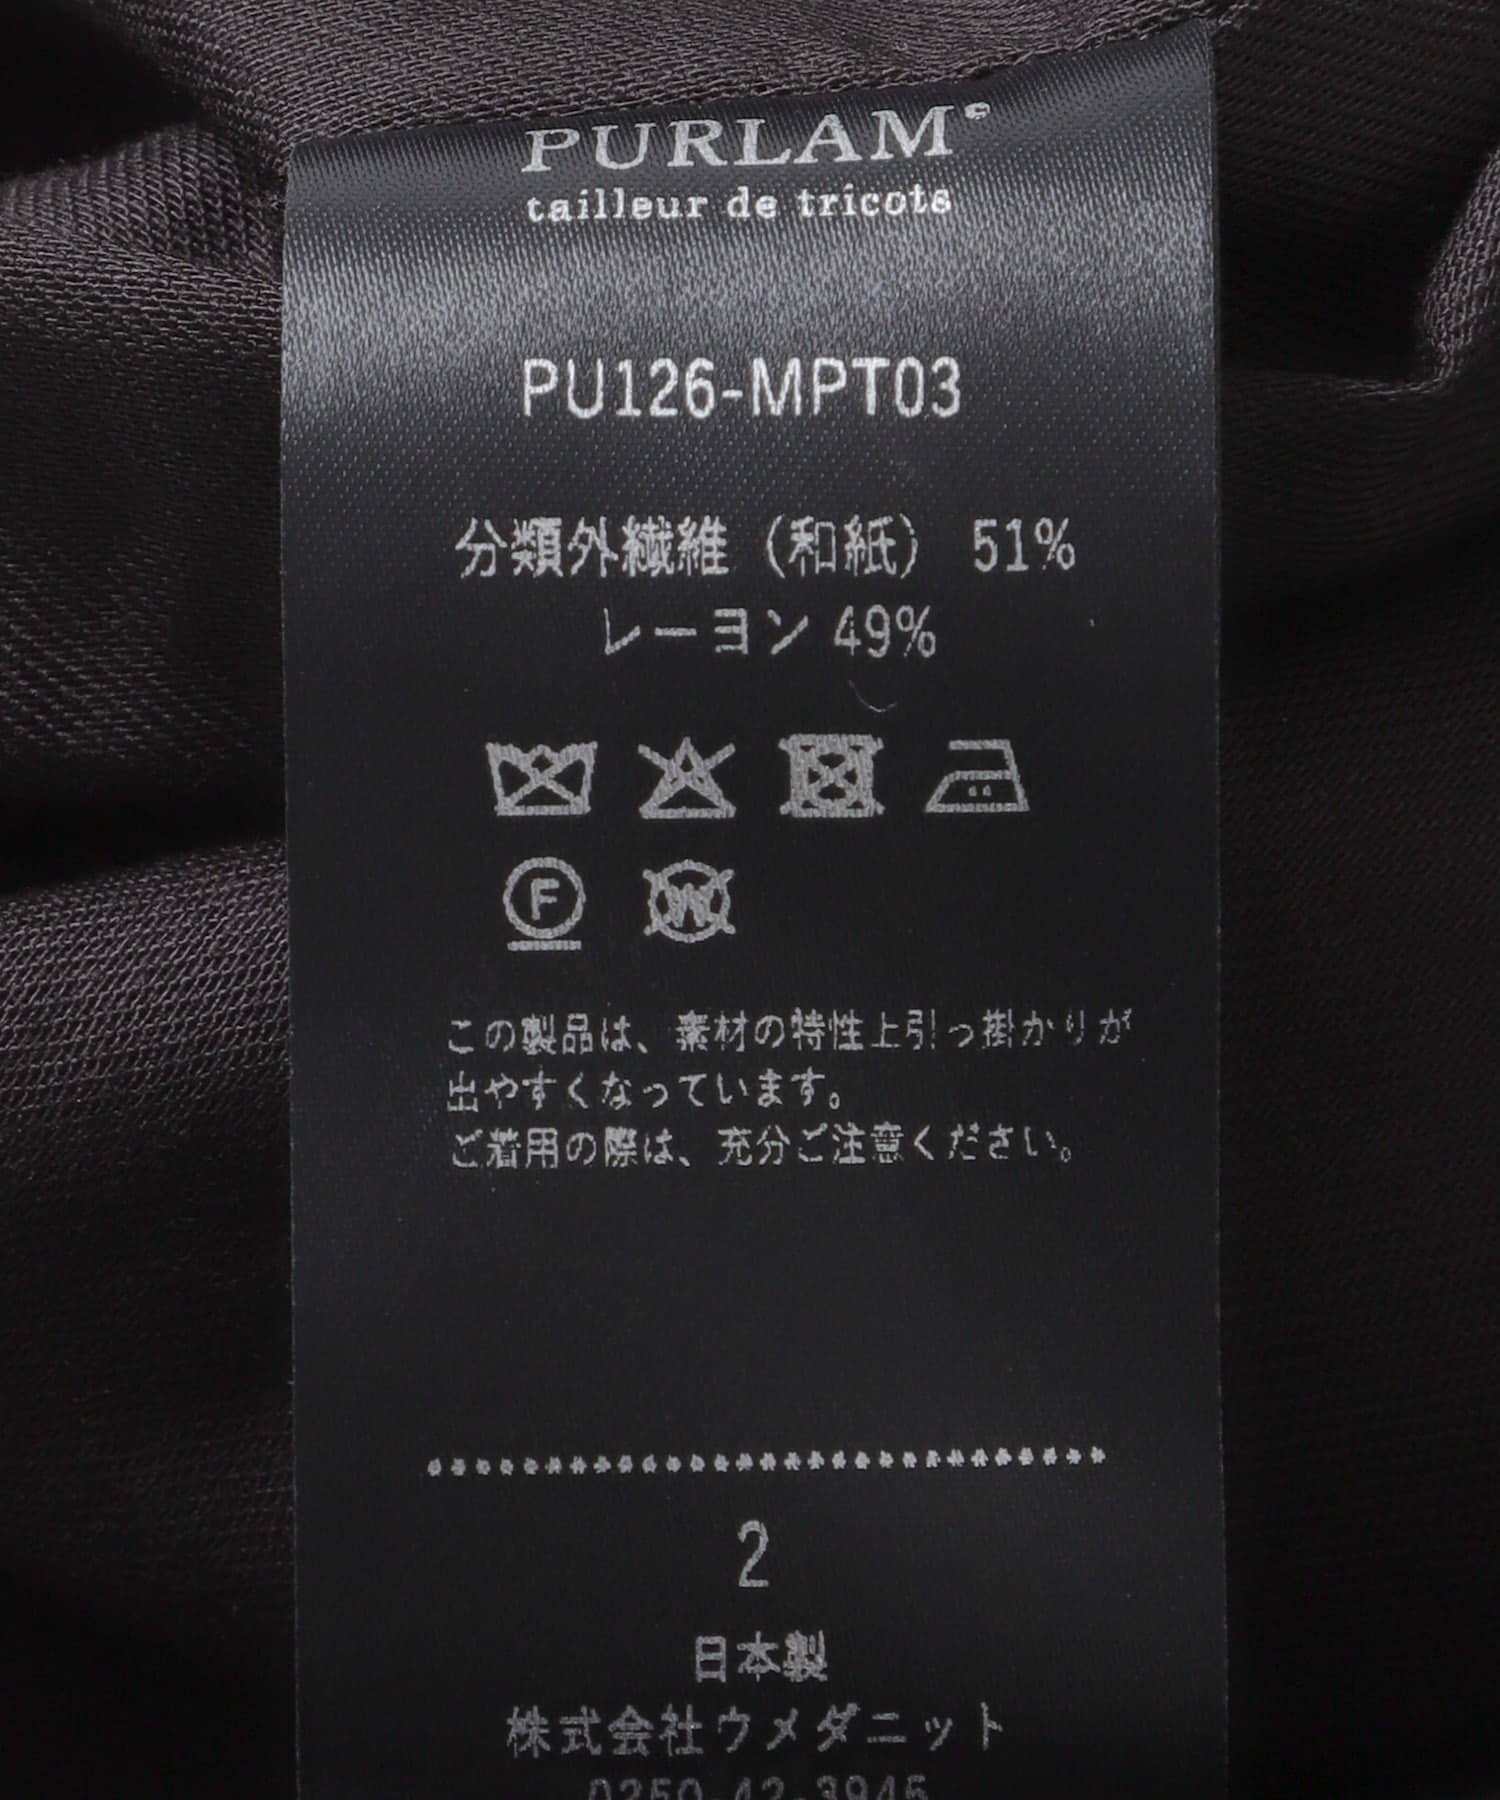 PURLAM
tailleur de tricots
PU126-MPT03
分類外繊維（和紙） 51%
レーヨン 49%
F
W
この製品は、素材の特性上引っ掛かりが
出やすくなっています。
ご着用の際は、充分ご注意ください。
2
日本製
株式会社ウメダニット
0250-42-3945